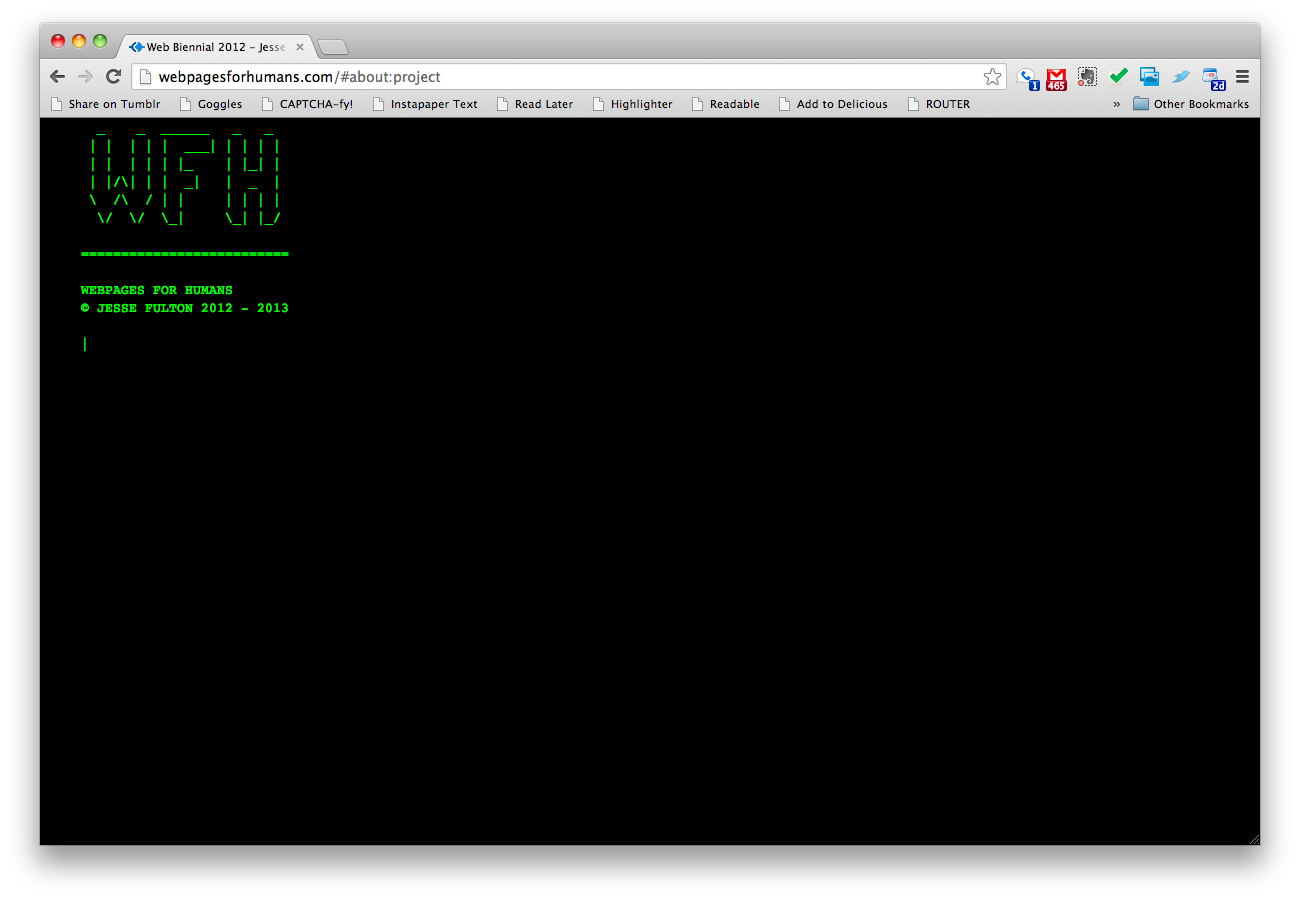 Web Biennial 2012 – Jesse
webpagesforhumans.com/#about:project
1
465
2d
Share on Tumblr
Goggles
CAPTCHA-fy!
Instapaper Text
Read Later
Highlighter
Readable
Add to Delicious
ROUTER
»
Other Bookmarks
WFH
==========================
WEBPAGES FOR HUMANS
© JESSE FULTON 2012 – 2013
|